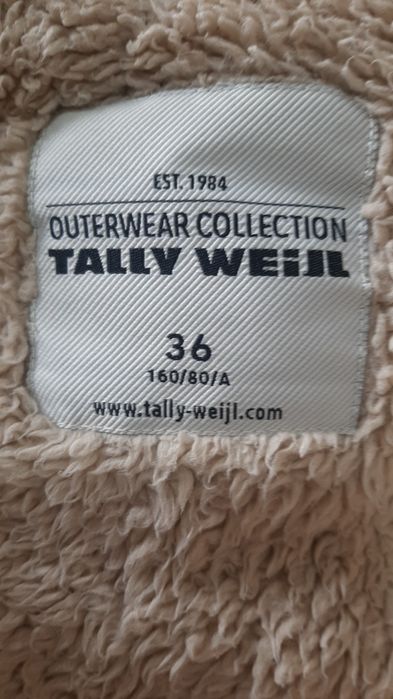 EST. 1984
OUTERWEAR COLLECTION
TALLY WEiJL
36
160/80/A
www.tally-weijl.com